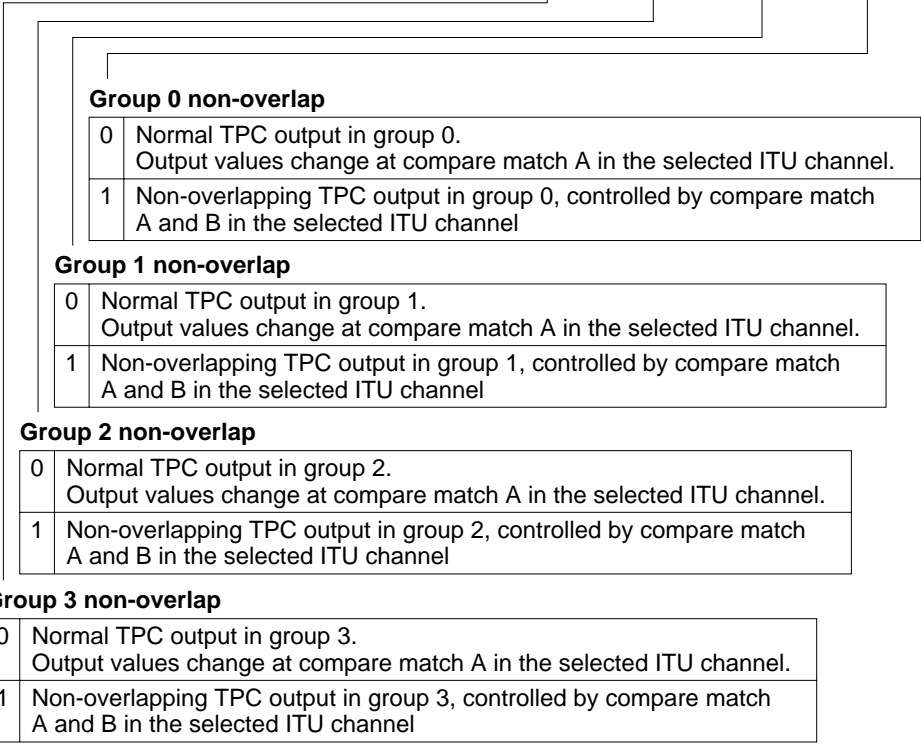 Group 0 non-overlap
0 Normal TPC output in group 0.
Output values change at compare match A in the selected ITU channel.
1 Non-overlapping TPC output in group 0, controlled by compare match
A and B in the selected ITU channel
Group 1 non-overlap
0 Normal TPC output in group 1.
Output values change at compare match A in the selected ITU channel.
1 Non-overlapping TPC output in group 1, controlled by compare match
A and B in the selected ITU channel
Group 2 non-overlap
0 Normal TPC output in group 2.
Output values change at compare match A in the selected ITU channel.
1 Non-overlapping TPC output in group 2, controlled by compare match
A and B in the selected ITU channel
Group 3 non-overlap
0 Normal TPC output in group 3.
Output values change at compare match A in the selected ITU channel.
1 Non-overlapping TPC output in group 3, controlled by compare match
A and B in the selected ITU channel